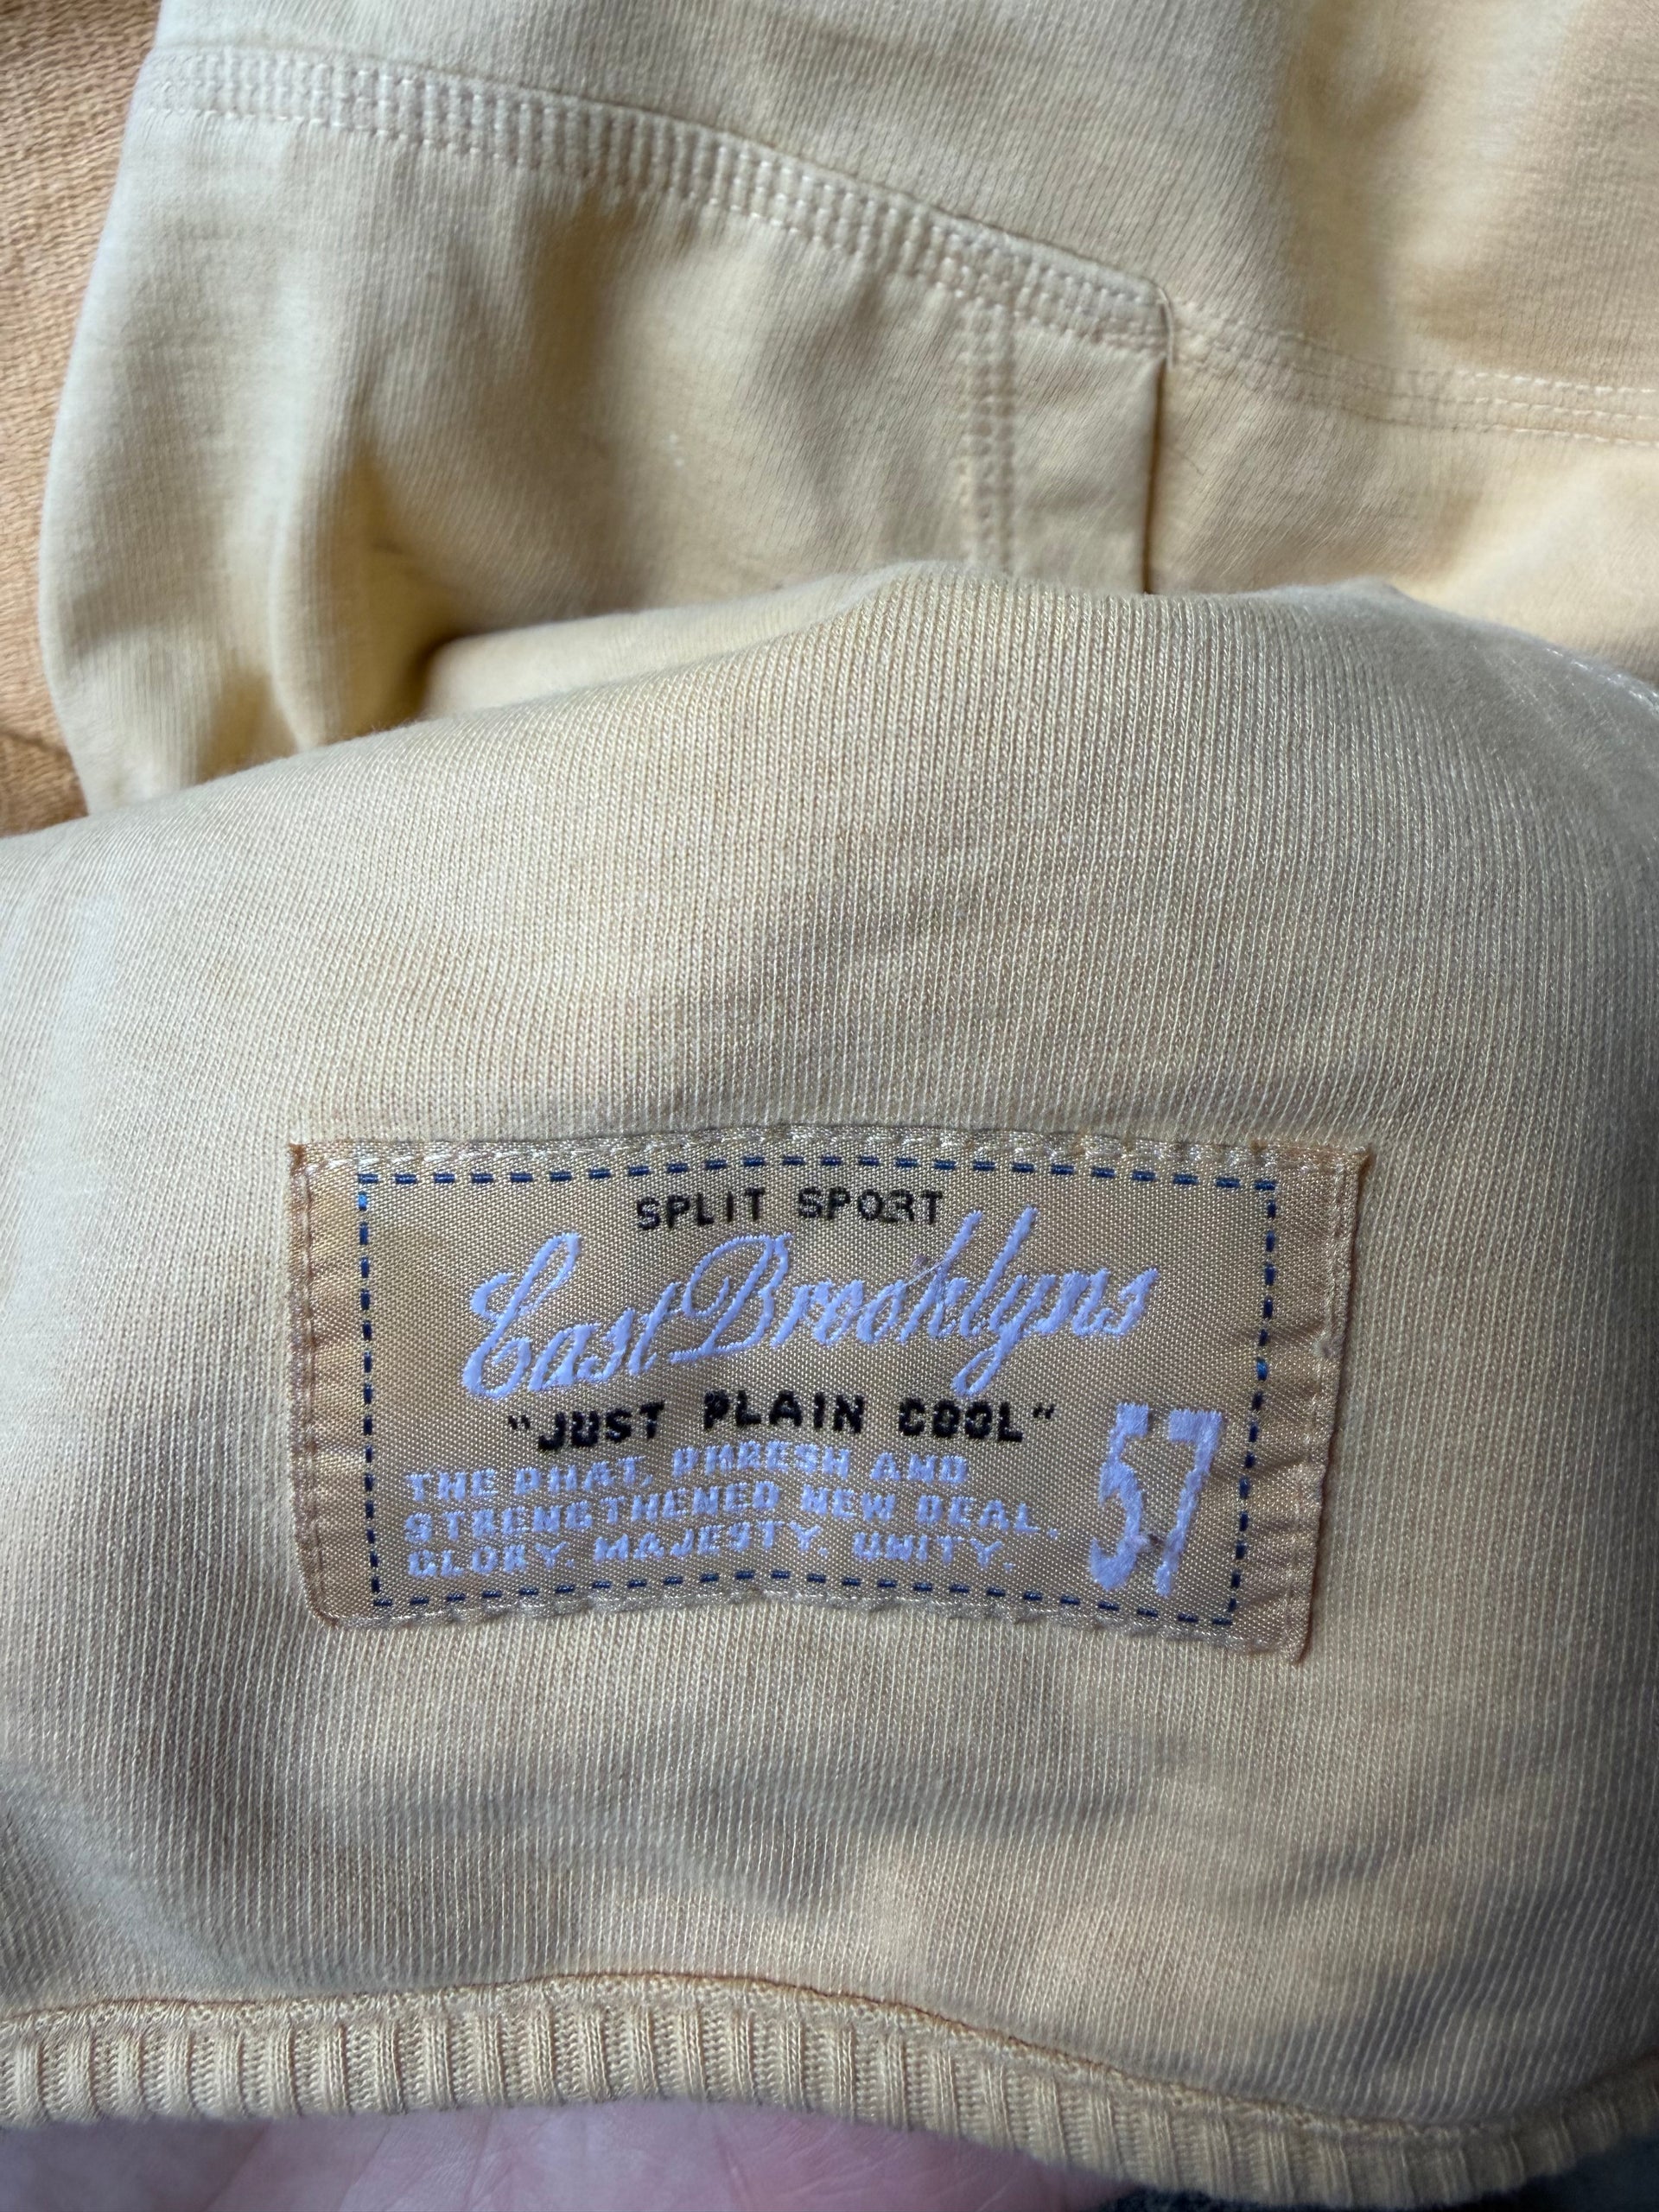 SPLIT SPORT
East Brooklyns
"JUST PLAIN COOL"
THE PHAT, PHRESH AND
STRENGTHENED NEW DEAL.
GLORY. MAJESTY. UNITY.
57